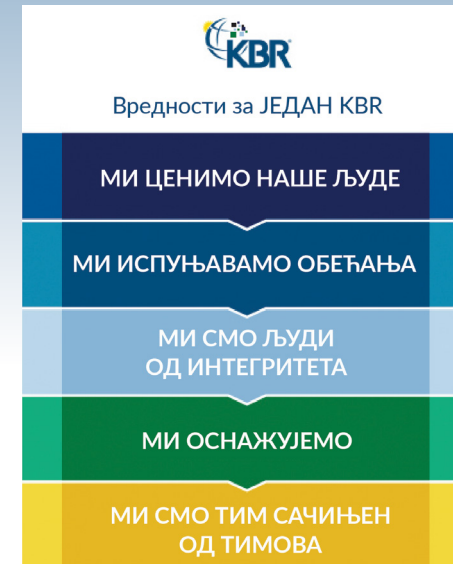 KBR
Вредности за ЈЕДАН KBR
МИ ЦЕНИМО НАШЕ ЉУДЕ
МИ ИСПУЊАВАМО ОБЕЋАЊА
МИ СМО ЉУДИ
ОД ИНТЕГРИТЕТА
МИ ОСНАЖУЈЕМО
МИ СМО ТИМ САЧИЊЕН
ОД ТИМОВА